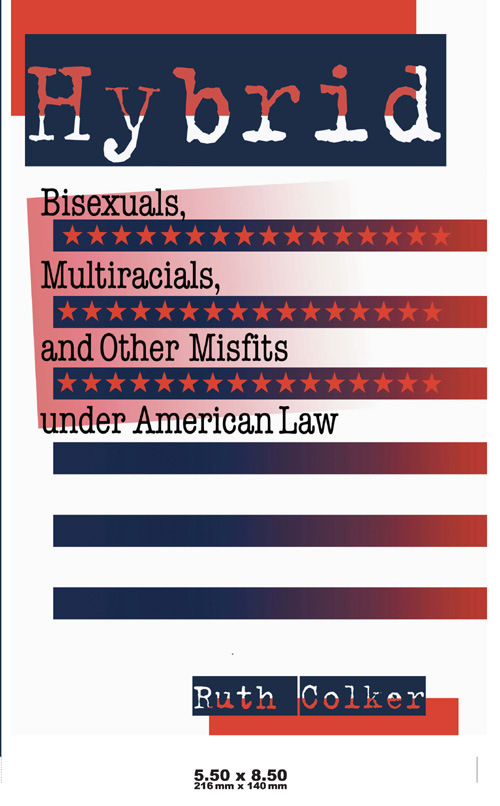 Hybrid
Bisexuals,
Multiracials,
and Other Misfits
under American Law
Ruth Colker
5.50 x 8.50
216 mm x 140 mm